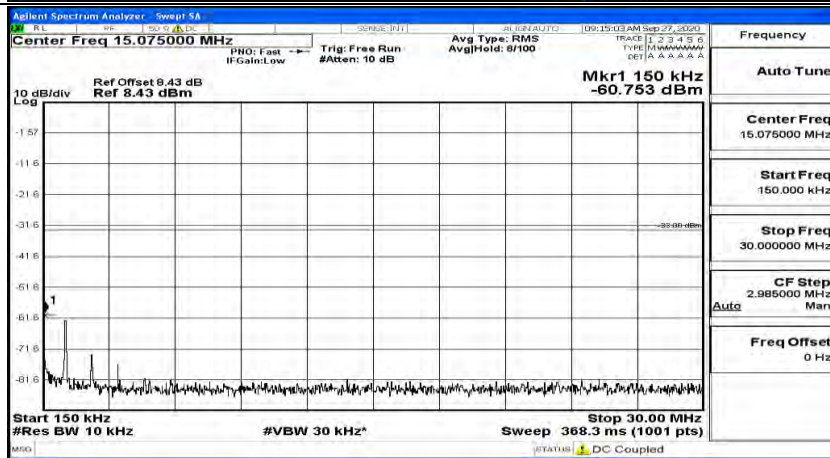 Agilent Spectrum Analyzer - Swept SA
RL RF 50 Ω DC SENSE:INT ALIGN AUTO 09:15:03 AM Sep 27, 2020
Center Freq 15.075000 MHz
PNO: Fast
IFGain:Low
Trig: Free Run
#Atten: 10 dB
Avg Type: RMS
Avg|Hold: 8/100
TRACE 1 2 3 4 5 6
TYPE M W W W W W
DET A A A A A A
Ref Offset 8.43 dB
10 dB/div Ref 8.43 dBm
Log
Mkr1 150 kHz
-60.753 dBm
-1.57
-11.6
-21.6
-31.6
-33.00 dBm
-41.6
-51.6
1
-61.6
-71.6
-81.6
Start 150 kHz
Stop 30.00 MHz
#Res BW 10 kHz
#VBW 30 kHz*
Sweep 368.3 ms (1001 pts)
MSG
STATUS
DC Coupled
Frequency
Auto Tune
Center Freq
15.075000 MHz
Start Freq
150.000 kHz
Stop Freq
30.000000 MHz
CF Step
2.985000 MHz
Auto Man
Freq Offset
0 Hz